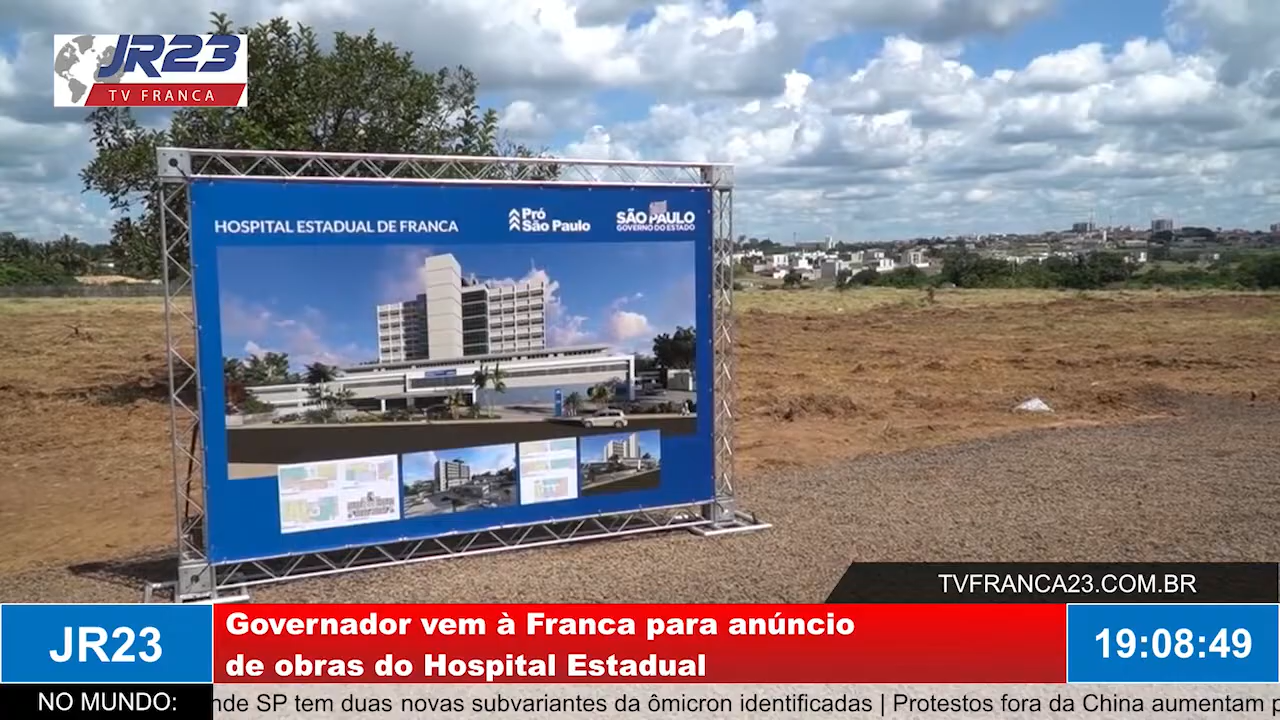 JR23
TV FRANCA
HOSPITAL ESTADUAL DE FRANCA
Pró
São Paulo
SÃO PAULO
GOVERNO DO ESTADO
TVFRANCA23.COM.BR
JR23
Governador vem à Franca para anúncio
de obras do Hospital Estadual
19:08:49
NO MUNDO:
nde SP tem duas novas subvariantes da ômicron identificadas | Protestos fora da China aumentam p